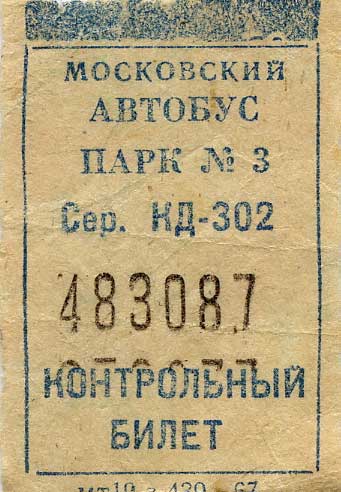 МОСКОВСКИЙ
АВТОБУС
ПАРК № 3
Сер. КД-302
483087
КОНТРОЛЬНЫЙ
БИЛЕТ